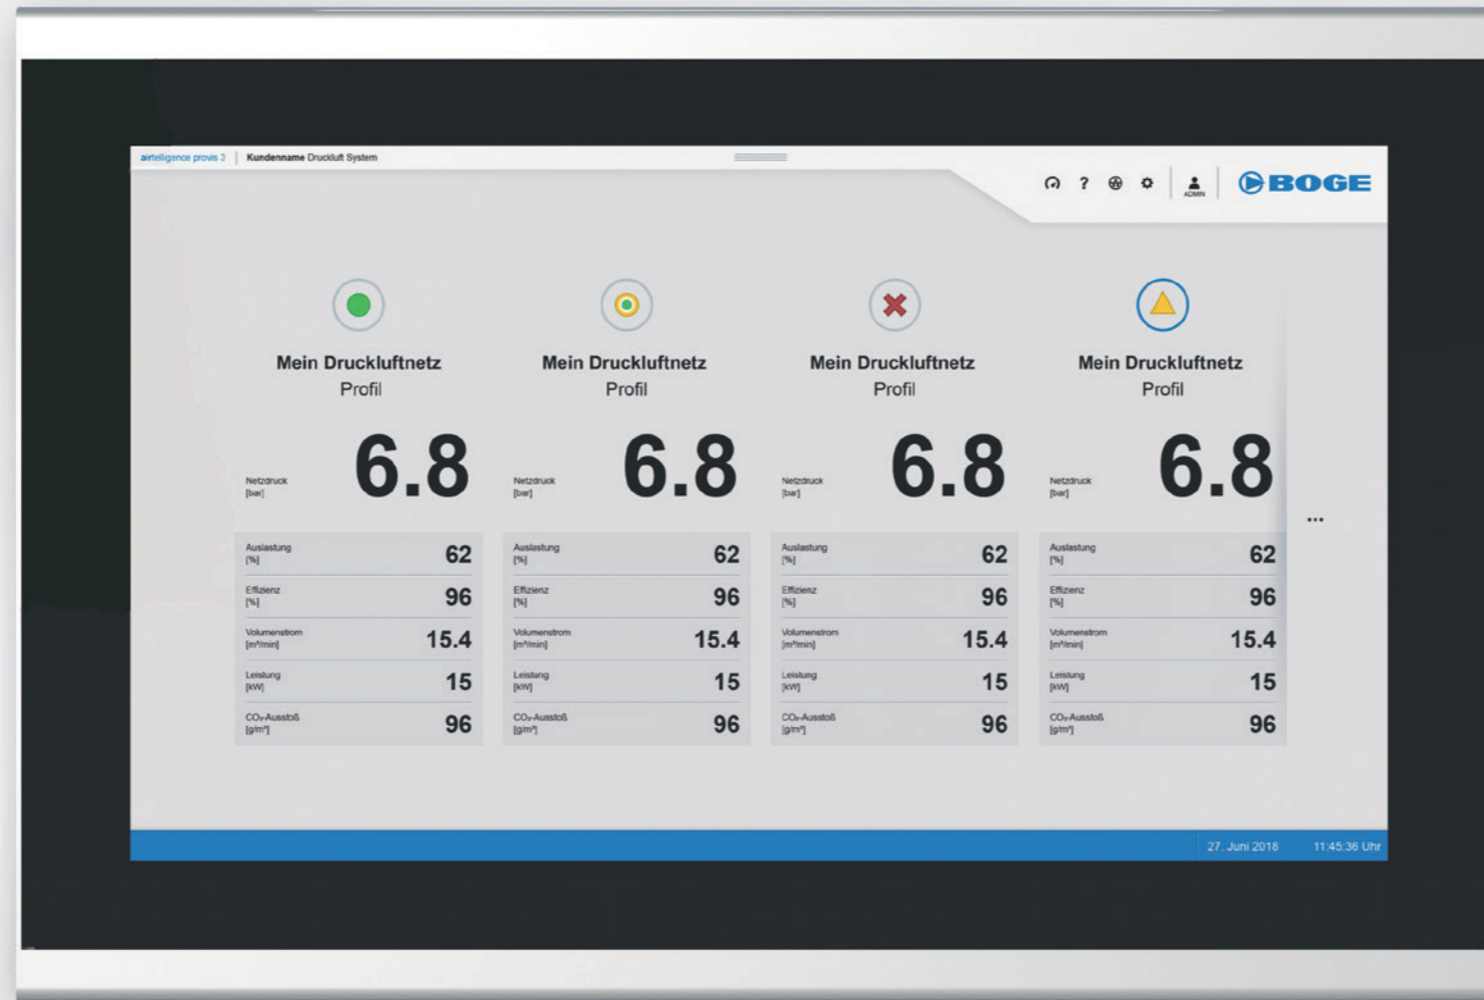 airtelligence provis 3 Kundenname Druckluft System
? ADMIN BOGE
Mein Druckluftnetz Mein Druckluftnetz Mein Druckluftnetz Mein Druckluftnetz
Profil Profil Profil Profil
Netzdruck 6.8 Netzdruck 6.8 Netzdruck 6.8 Netzdruck 6.8
[bar] [bar] [bar] [bar]
...
Auslastung 62 Auslastung 62 Auslastung 62 Auslastung 62
[%] [%] [%] [%]
Effizienz 96 Effizienz 96 Effizienz 96 Effizienz 96
[%] [%] [%] [%]
Volumenstrom 15.4 Volumenstrom 15.4 Volumenstrom 15.4 Volumenstrom 15.4
[m³/min] [m³/min] [m³/min] [m³/min]
Leistung 15 Leistung 15 Leistung 15 Leistung 15
[kW] [kW] [kW] [kW]
CO₂-Ausstoß 96 CO₂-Ausstoß 96 CO₂-Ausstoß 96 CO₂-Ausstoß 96
[g/m³] [g/m³] [g/m³] [g/m³]
27. Juni 2018 11:45:36 Uhr